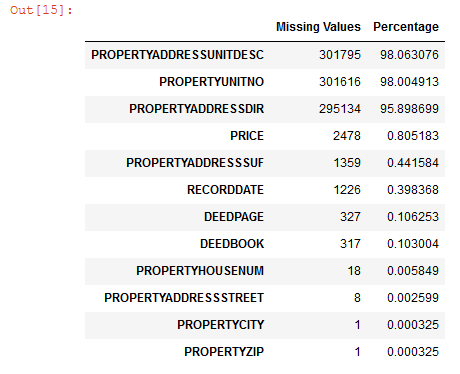 Out[15]:
Missing Values Percentage
PROPERTYADDRESSUNITDESC 301795 98.063076
PROPERTYUNITNO 301616 98.004913
PROPERTYADDRESSDIR 295134 95.898699
PRICE 2478 0.805183
PROPERTYADDRESSSUF 1359 0.441584
RECORDDATE 1226 0.398368
DEEDPAGE 327 0.106253
DEEDBOOK 317 0.103004
PROPERTYHOUSENUM 18 0.005849
PROPERTYADDRESSSTREET 8 0.002599
PROPERTYCITY 1 0.000325
PROPERTYZIP 1 0.000325